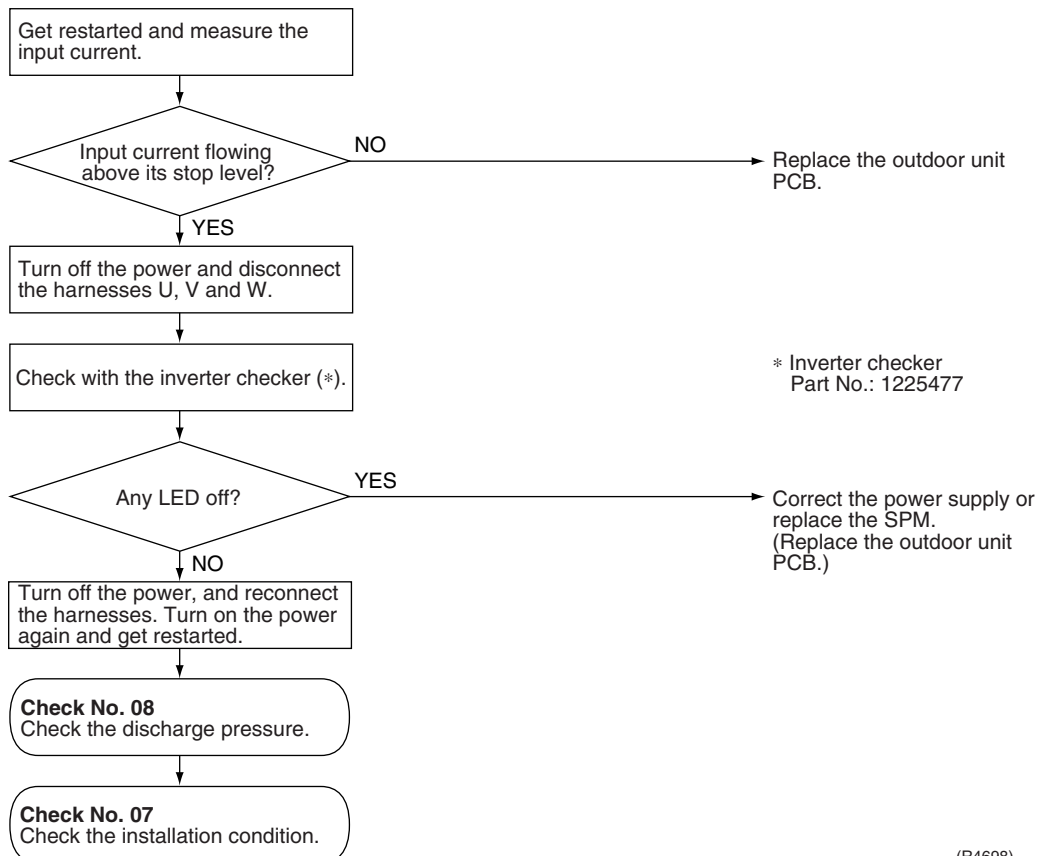 Get restarted and measure the
input current.
Input current flowing
above its stop level?
NO
Replace the outdoor unit
PCB.
YES
Turn off the power and disconnect
the harnesses U, V and W.
Check with the inverter checker (*).
* Inverter checker
Part No.: 1225477
Any LED off?
YES
Correct the power supply or
replace the SPM.
(Replace the outdoor unit
PCB.)
NO
Turn off the power, and reconnect
the harnesses. Turn on the power
again and get restarted.
Check No. 08
Check the discharge pressure.
Check No. 07
Check the installation condition.
(R4698)